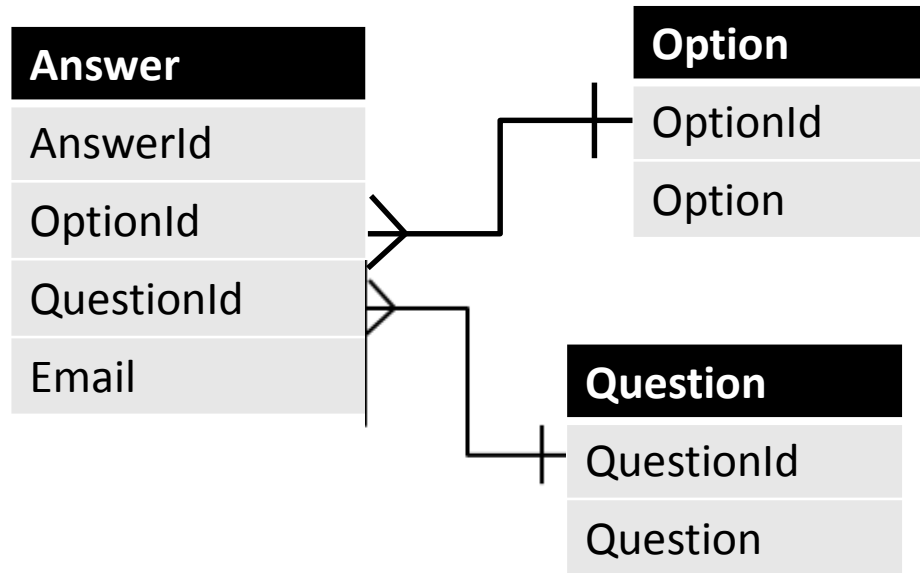 Answer
AnswerId
OptionId
QuestionId
Email
Option
OptionId
Option
Question
QuestionId
Question